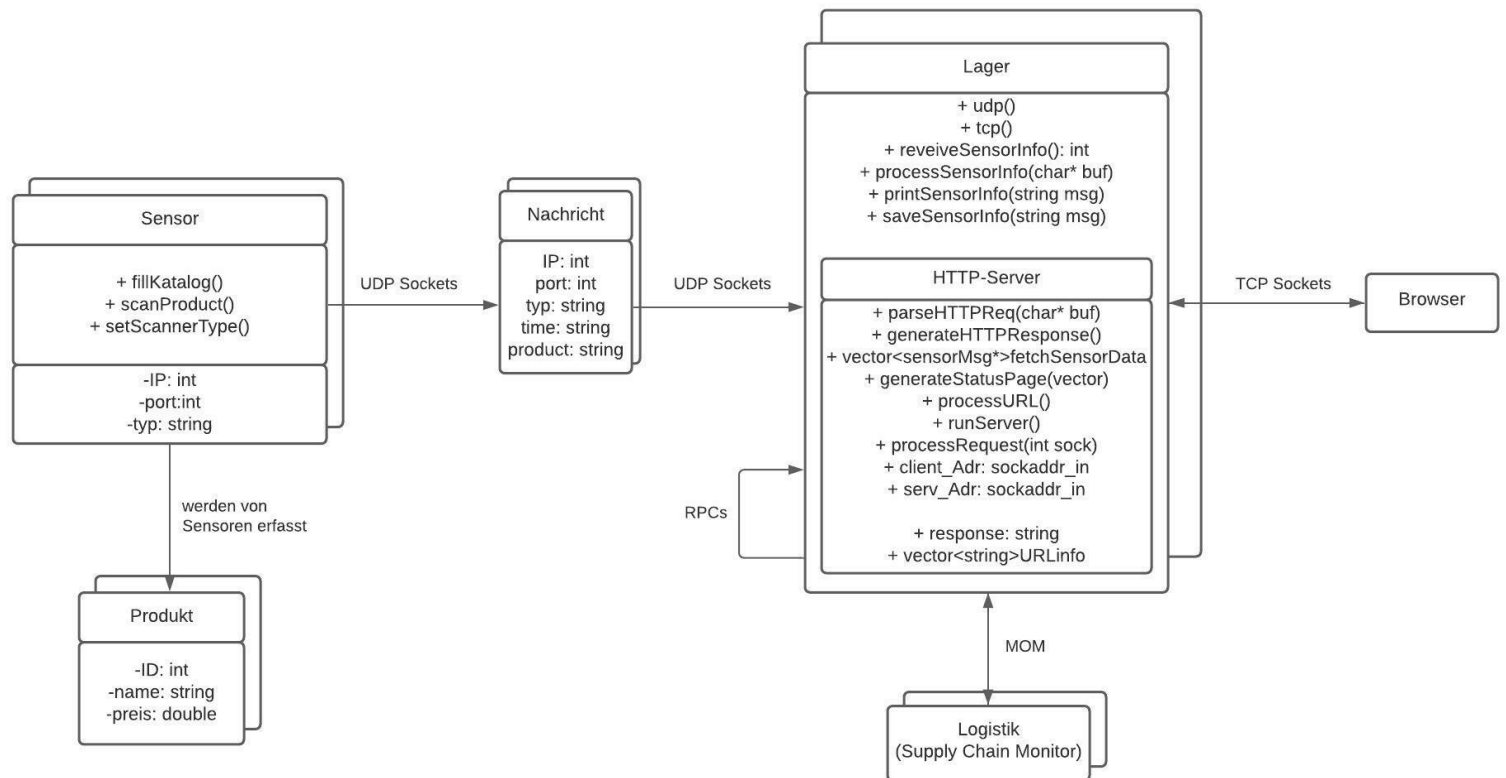 Sensor
+ fillKatalog()
+ scanProduct()
+ setScannerType()
-IP: int
-port:int
-typ: string
werden von
Sensoren erfasst
Produkt
-ID: int
-name: string
-preis: double
UDP Sockets
Nachricht
IP: int
port: int
typ: string
time: string
product: string
UDP Sockets
Lager
+ udp()
+ tcp()
+ reveiveSensorInfo(): int
+ processSensorInfo(char* buf)
+ printSensorInfo(string msg)
+ saveSensorInfo(string msg)
HTTP-Server
+ parseHTTPReq(char* buf)
+ generateHTTPResponse()
+ vector<sensorMsg*>fetchSensorData
+ generateStatusPage(vector)
+ processURL()
+ runServer()
+ processRequest(int sock)
+ client_Adr: sockaddr_in
+ serv_Adr: sockaddr_in
+ response: string
+ vector<string>URLinfo
RPCs
TCP Sockets
Browser
MOM
Logistik
(Supply Chain Monitor)